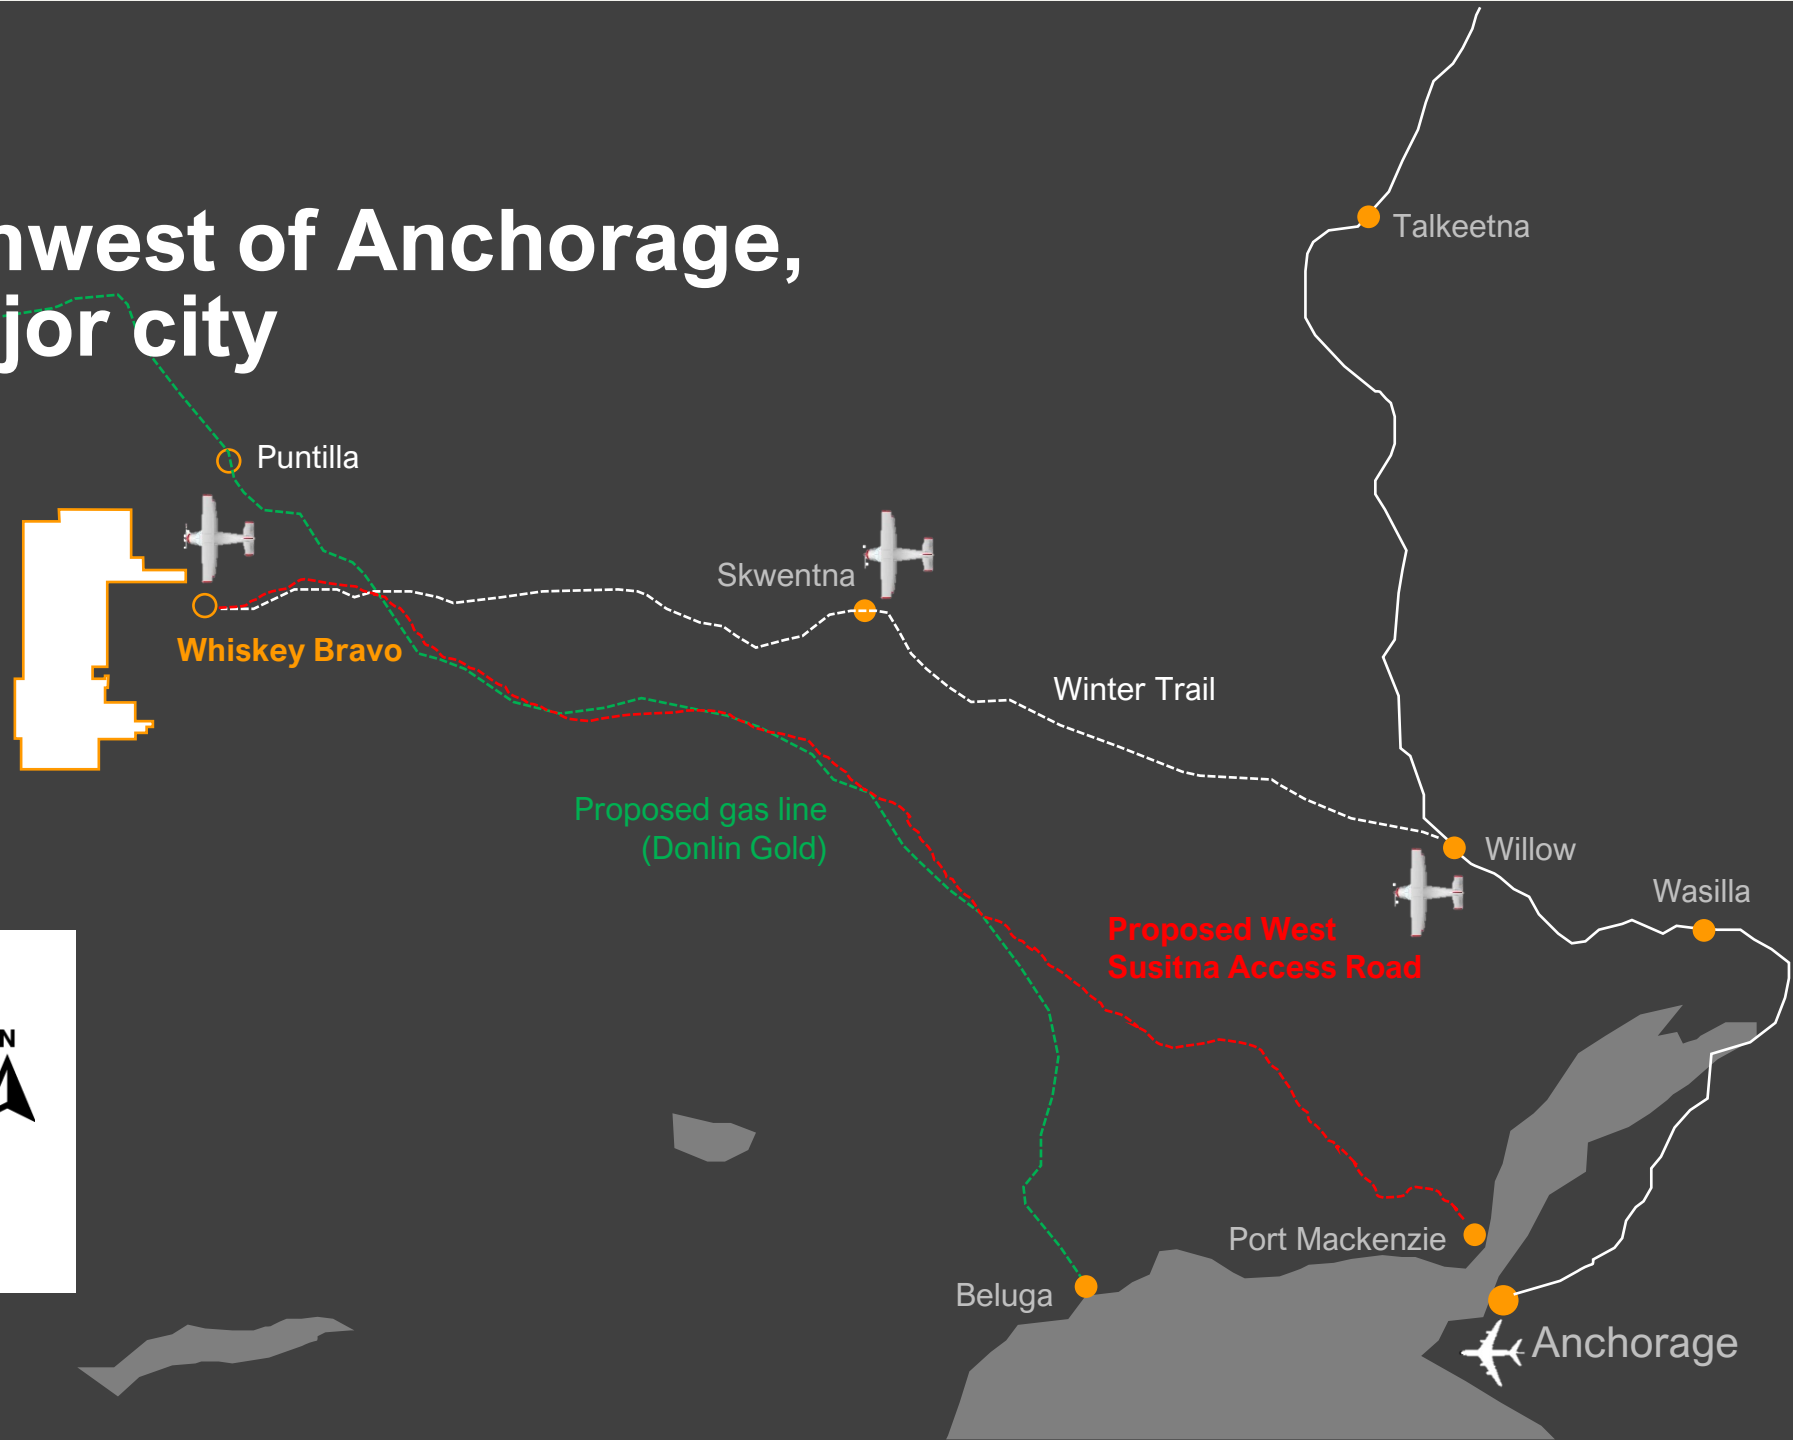 nwest of Anchorage,
jor city
Talkeetna
Puntilla
Skwentna
Whiskey Bravo
Winter Trail
Proposed gas line
(Donlin Gold)
Willow
Wasilla
Proposed West
Susitna Access Road
N
Port Mackenzie
Beluga
Anchorage